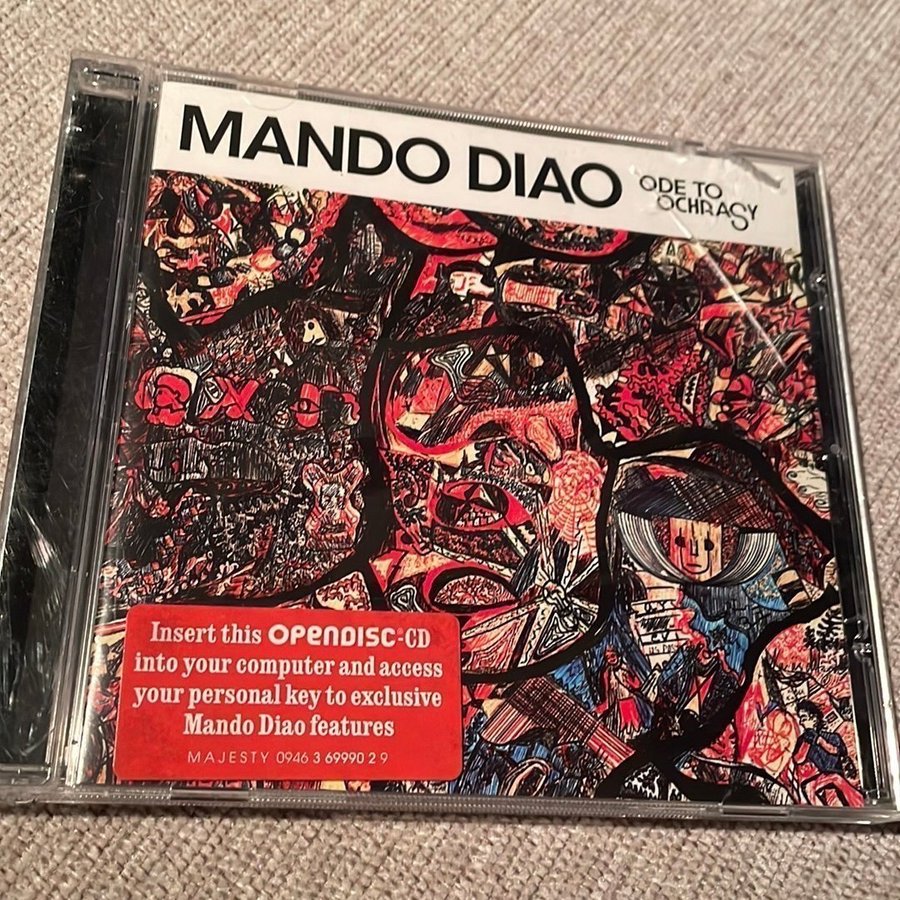 MANDO DIAO
ODE TO
OCHRASY
Insert this OPENDISC-CD
into your computer and access
your personal key to exclusive
Mando Diao features
MAJESTY 0946 3 69990 2 9